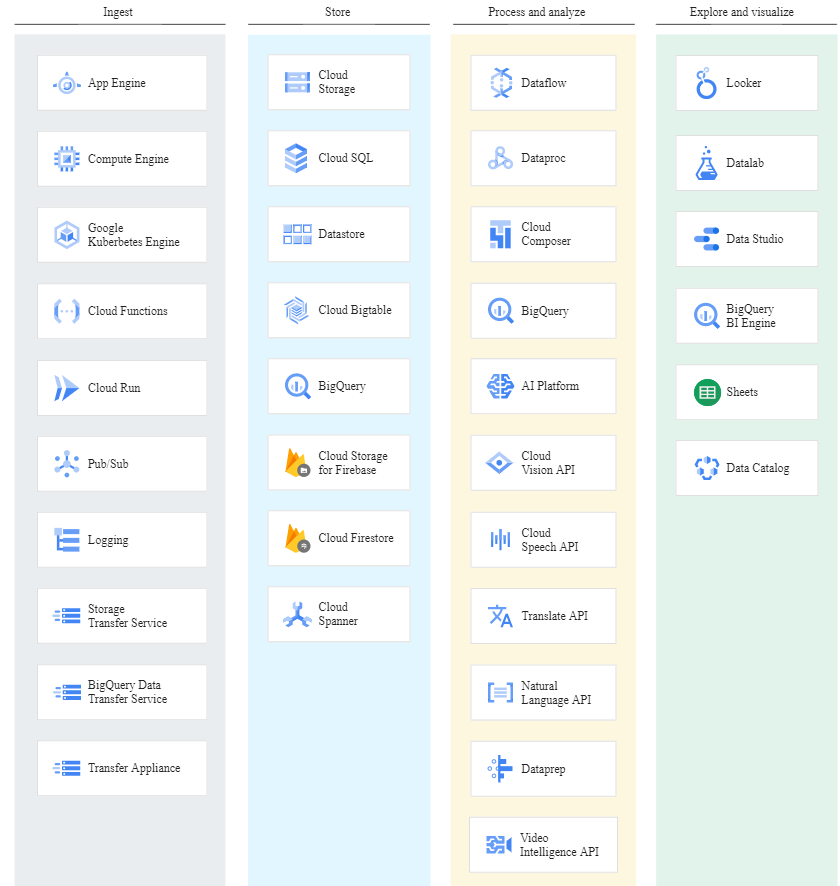 Ingest
App Engine
Compute Engine
Google
Kuberbetes Engine
Cloud Functions
Cloud Run
Pub/Sub
Logging
Storage
Transfer Service
BigQuery Data
Transfer Service
Transfer Appliance
Store
Cloud
Storage
Cloud SQL
Datastore
Cloud Bigtable
BigQuery
Cloud Storage
for Firebase
Cloud Firestore
Cloud
Spanner
Process and analyze
Dataflow
Dataproc
Cloud
Composer
BigQuery
AI Platform
Cloud
Vision API
Cloud
Speech API
Translate API
Natural
Language API
Dataprep
Video
Intelligence API
Explore and visualize
Looker
Datalab
Data Studio
BigQuery
BI Engine
Sheets
Data Catalog